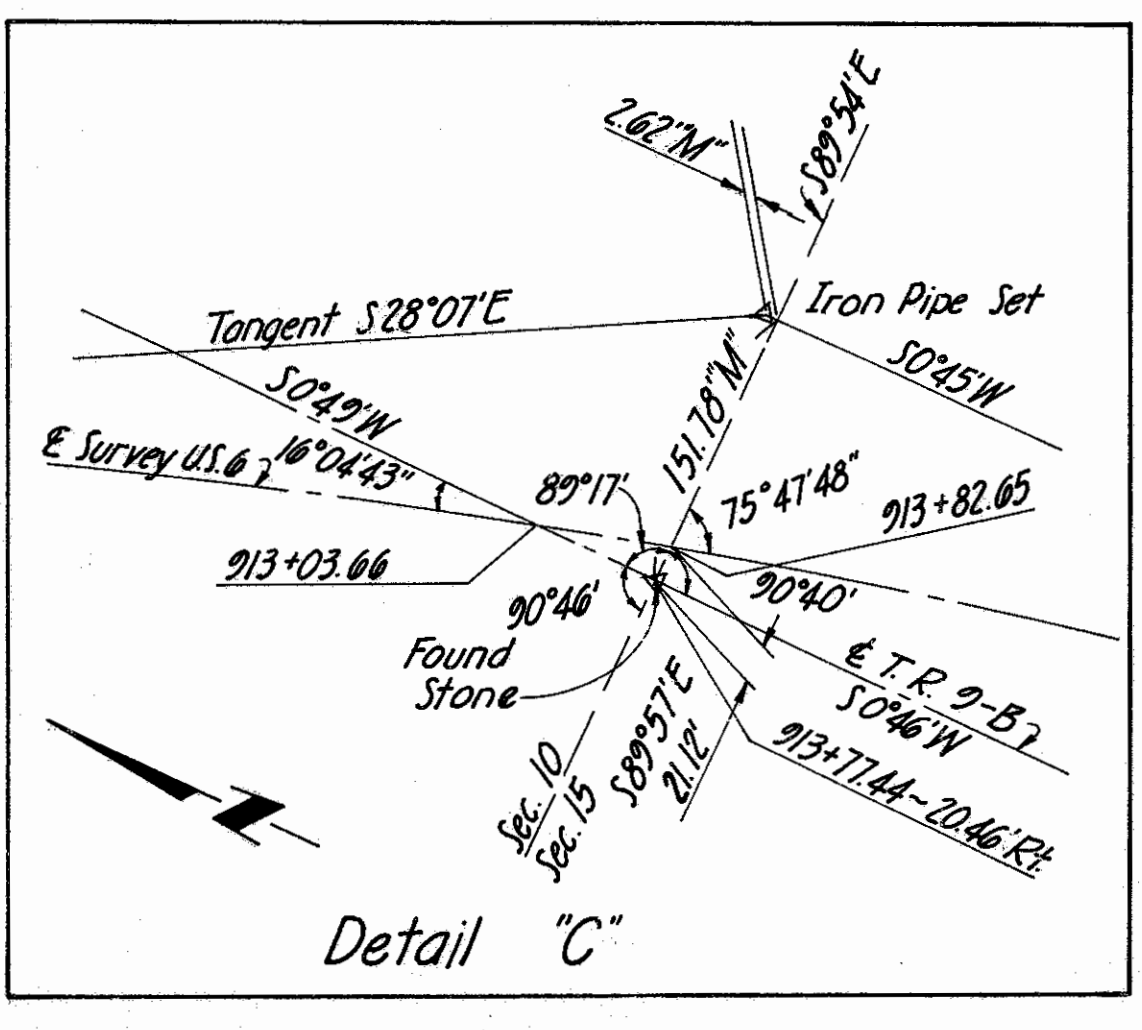 S89°54'E
2.62'"M"
Iron Pipe Set
Tangent S28°07'E
S0°45'W
S0°49'W
151.78'"M"
℄ Survey U.S. 6
16°04'43"
89°17'
75°47'48"
913+82.65
913+03.66
90°46'
90°40'
Found
Stone
℄ T. R. 9-B
S0°46'W
S89°57'E
21.12'
913+77.44~20.46'Rt.
Sec. 10
Sec. 15
Detail "C"